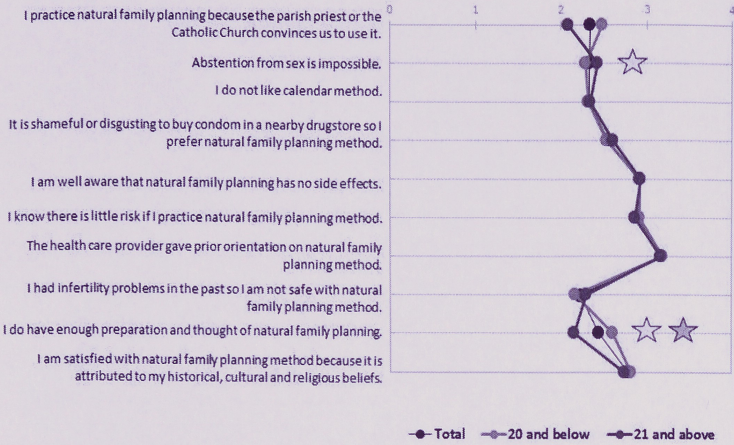 0 1 2 3 4
I practice natural family planning because the parish priest or the
Catholic Church convinces us to use it.
Abstention from sex is impossible.
I do not like calendar method.
It is shameful or disgusting to buy condom in a nearby drugstore so I
prefer natural family planning method.
I am well aware that natural family planning has no side effects.
I know there is little risk if I practice natural family planning method.
The health care provider gave prior orientation on natural family
planning method.
I had infertility problems in the past so I am not safe with natural
family planning method.
I do have enough preparation and thought of natural family planning.
I am satisfied with natural family planning method because it is
attributed to my historical, cultural and religious beliefs.
Total 20 and below 21 and above